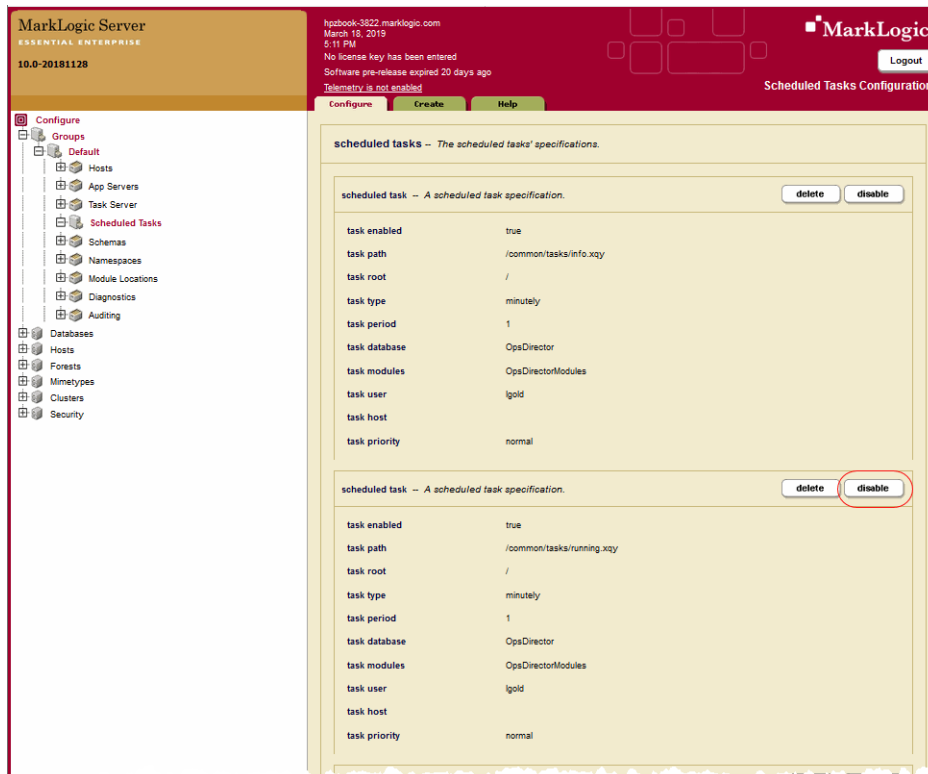 MarkLogic Server
ESSENTIAL ENTERPRISE
10.0-20181128
hpzbook-3822.marklogic.com
March 18, 2019
5:11 PM
No license key has been entered
Software pre-release expired 20 days ago
Telemetry is not enabled
MarkLogic
Logout
Scheduled Tasks Configuration
Configure Create Help
Configure
Groups
Default
Hosts
App Servers
Task Server
Scheduled Tasks
Schemas
Namespaces
Module Locations
Diagnostics
Auditing
Databases
Hosts
Forests
Mimetypes
Clusters
Security
scheduled tasks -- The scheduled tasks' specifications.
scheduled task -- A scheduled task specification. delete disable
task enabled true
task path /common/tasks/info.xqy
task root /
task type minutely
task period 1
task database OpsDirector
task modules OpsDirectorModules
task user lgold
task host
task priority normal
scheduled task -- A scheduled task specification. delete disable
task enabled true
task path /common/tasks/running.xqy
task root /
task type minutely
task period 1
task database OpsDirector
task modules OpsDirectorModules
task user lgold
task host
task priority normal